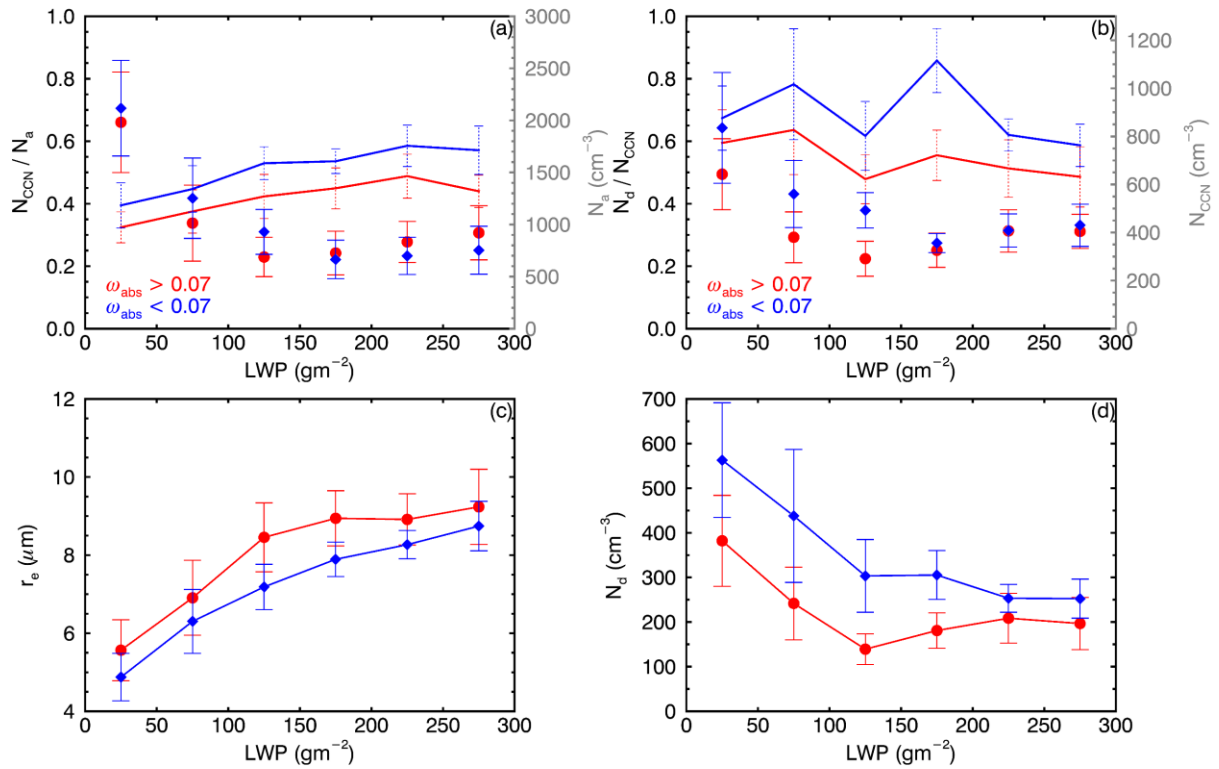 (a)
1.0
0.8
0.6
0.4
0.2
0.0
N_CCN / N_a
3000
2500
2000
1500
1000
500
0
N_a (cm⁻³)
ω_abs > 0.07
ω_abs < 0.07
0 50 100 150 200 250 300
LWP (gm⁻²)
(b)
1.0
0.8
0.6
0.4
0.2
0.0
N_d / N_CCN
1200
1000
800
600
400
200
0
N_CCN (cm⁻³)
ω_abs > 0.07
ω_abs < 0.07
0 50 100 150 200 250 300
LWP (gm⁻²)
(c)
12
10
8
6
4
r_e (μm)
0 50 100 150 200 250 300
LWP (gm⁻²)
(d)
700
600
500
400
300
200
100
0
N_d (cm⁻³)
0 50 100 150 200 250 300
LWP (gm⁻²)